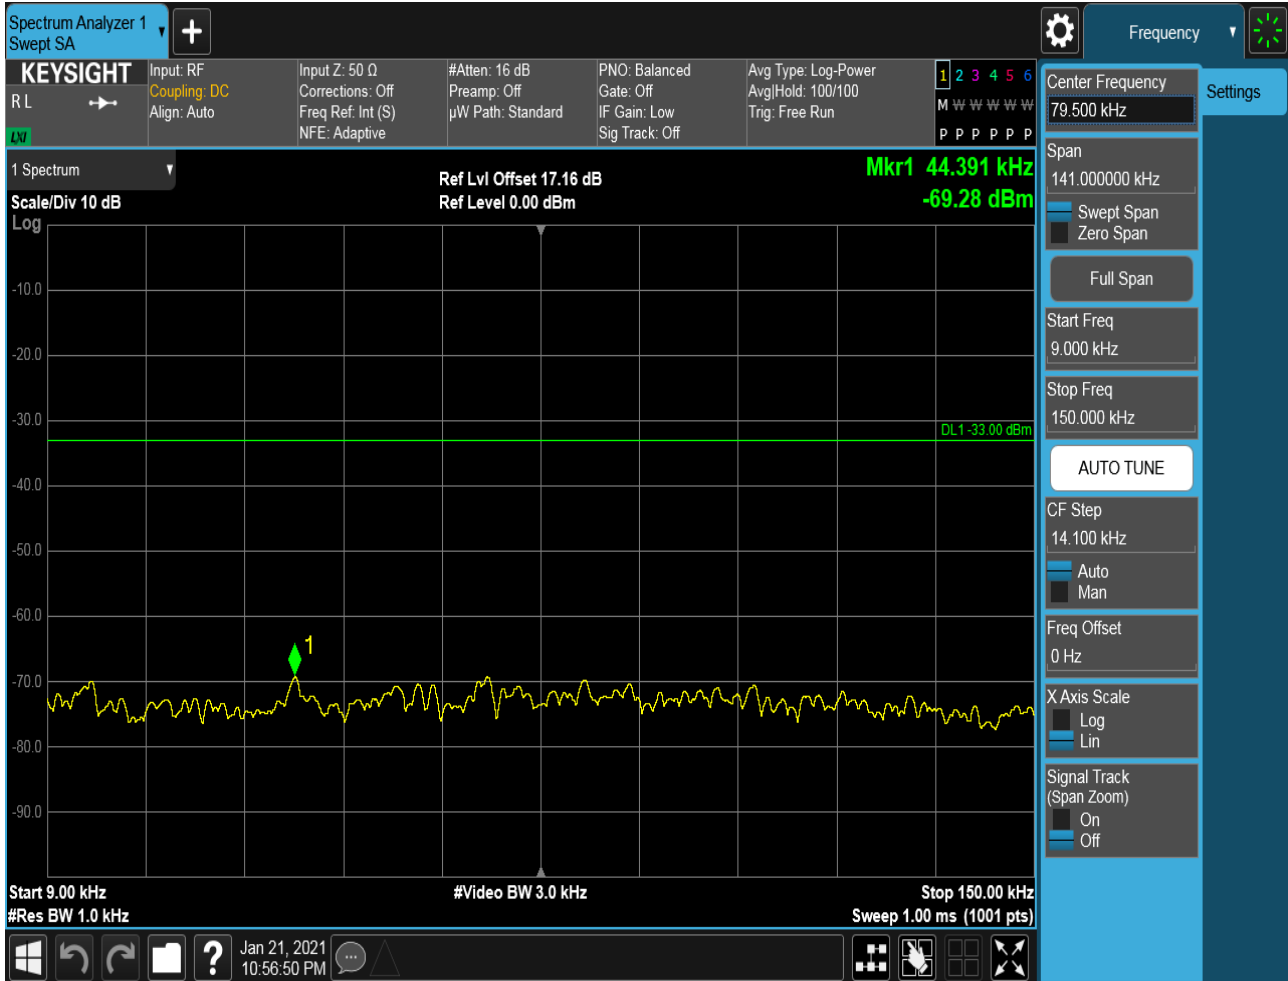 Spectrum Analyzer 1
Swept SA
+
Frequency
KEYSIGHT
R L
LXI
Input: RF
Coupling: DC
Align: Auto
Input Z: 50 Ω
Corrections: Off
Freq Ref: Int (S)
NFE: Adaptive
#Atten: 16 dB
Preamp: Off
µW Path: Standard
PNO: Balanced
Gate: Off
IF Gain: Low
Sig Track: Off
Avg Type: Log-Power
Avg|Hold: 100/100
Trig: Free Run
1 2 3 4 5 6
M W W W W W
P P P P P P
1 Spectrum
Scale/Div 10 dB
Log
Ref Lvl Offset 17.16 dB
Ref Level 0.00 dBm
Mkr1 44.391 kHz
-69.28 dBm
-10.0
-20.0
-30.0
DL1 -33.00 dBm
-40.0
-50.0
-60.0
1
-70.0
-80.0
-90.0
Start 9.00 kHz
#Res BW 1.0 kHz
#Video BW 3.0 kHz
Stop 150.00 kHz
Sweep 1.00 ms (1001 pts)
Center Frequency
79.500 kHz
Settings
Span
141.000000 kHz
Swept Span
Zero Span
Full Span
Start Freq
9.000 kHz
Stop Freq
150.000 kHz
AUTO TUNE
CF Step
14.100 kHz
Auto
Man
Freq Offset
0 Hz
X Axis Scale
Log
Lin
Signal Track
(Span Zoom)
On
Off
?
Jan 21, 2021
10:56:50 PM